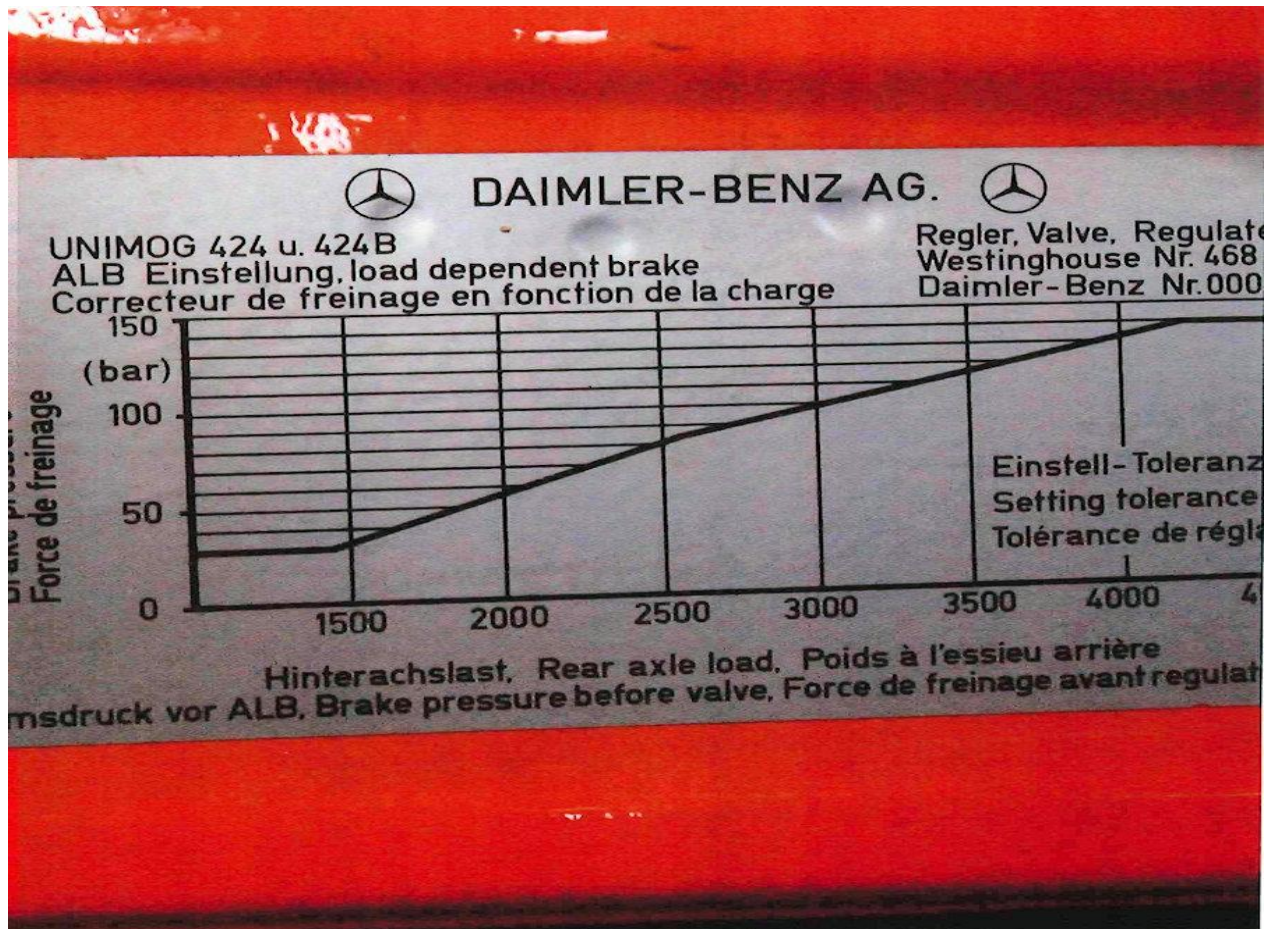 DAIMLER-BENZ AG.
UNIMOG 424 u. 424B
ALB Einstellung, load dependent brake
Correcteur de freinage en fonction de la charge
Regler, Valve, Regulate
Westinghouse Nr. 468
Daimler-Benz Nr. 000
150
(bar)
100
50
0
Force de freinage
Einstell-Toleranz
Setting tolerance
Tolérance de régla
1500 2000 2500 3000 3500 4000 4
Hinterachslast, Rear axle load, Poids à l'essieu arrière
msdruck vor ALB, Brake pressure before valve, Force de freinage avant regulat